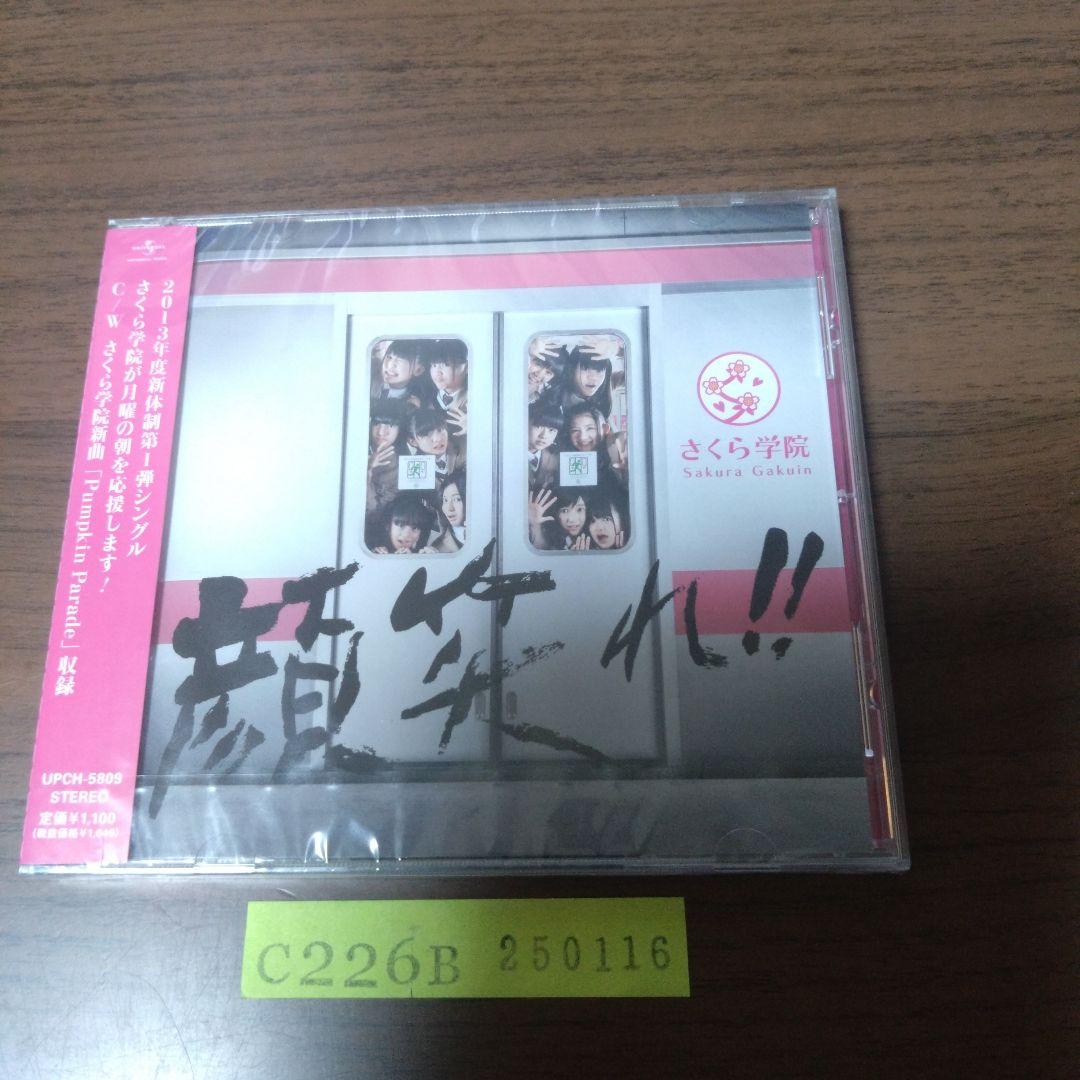 UNIVERSAL
2013年度新体制第1弾シングル
さくら学院が月曜の朝を応援します!
C/W さくら学院新曲「Pumpkin Parade」収録
UPCH-5809
STEREO
定価¥1,100
さくら学院
Sakura Gakuin
顔笑れ!!
C226B 250116